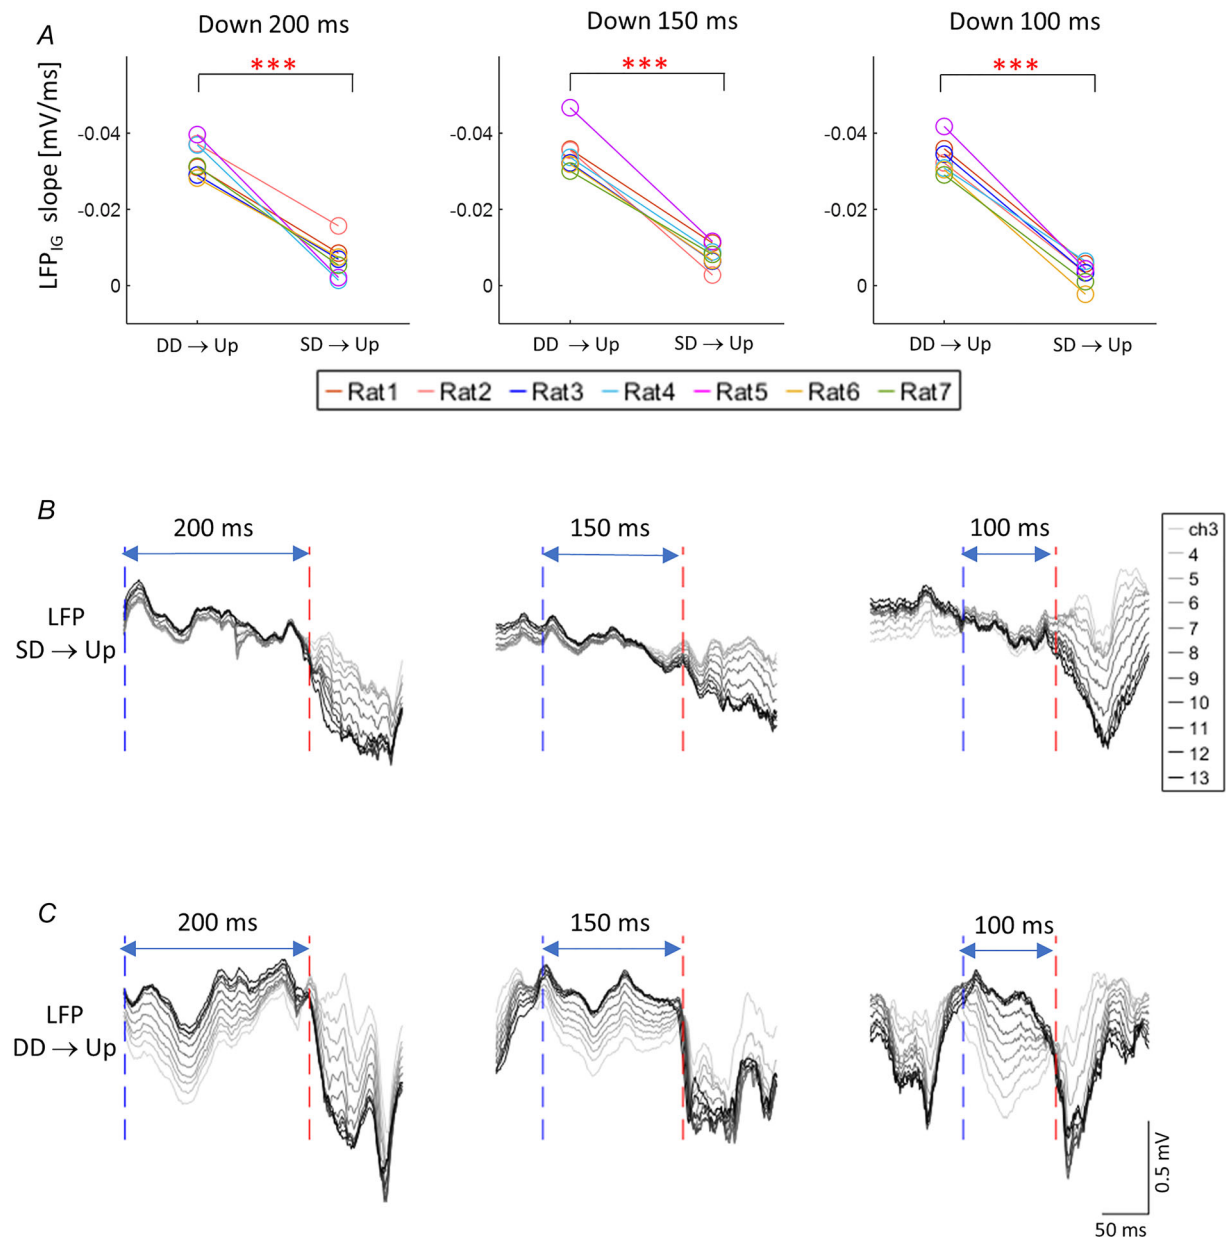 A
Down 200 ms
Down 150 ms
Down 100 ms
***
***
***
LFP_IG slope [mV/ms]
-0.04
-0.02
0
-0.04
-0.02
0
-0.04
-0.02
0
DD → Up
SD → Up
DD → Up
SD → Up
DD → Up
SD → Up
Rat1 Rat2 Rat3 Rat4 Rat5 Rat6 Rat7
B
200 ms
150 ms
100 ms
LFP
SD → Up
ch3
4
5
6
7
8
9
10
11
12
13
C
200 ms
150 ms
100 ms
LFP
DD → Up
0.5 mV
50 ms